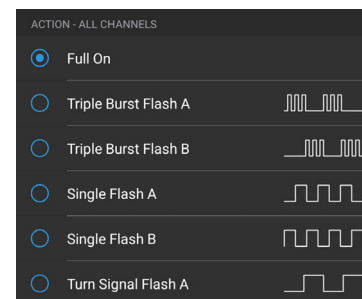 ACTION - ALL CHANNELS
Full On
Triple Burst Flash A
Triple Burst Flash B
Single Flash A
Single Flash B
Turn Signal Flash A